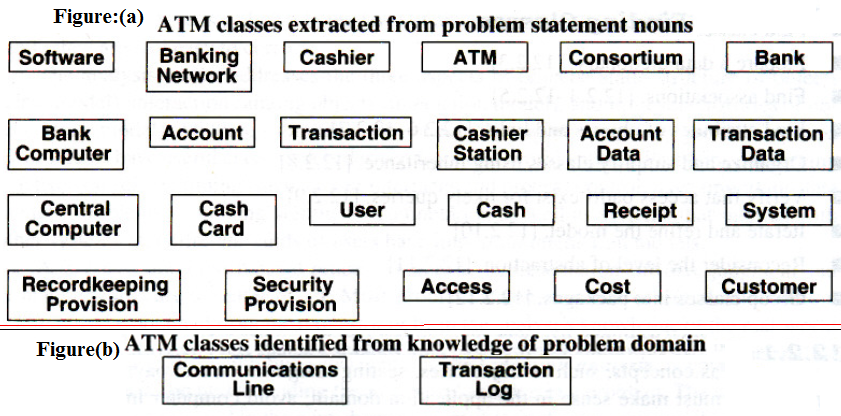 Figure:(a)
ATM classes extracted from problem statement nouns
Software
Banking
Network
Cashier
ATM
Consortium
Bank
Bank
Computer
Account
Transaction
Cashier
Station
Account
Data
Transaction
Data
Central
Computer
Cash
Card
User
Cash
Receipt
System
Recordkeeping
Provision
Security
Provision
Access
Cost
Customer
Figure(b)
ATM classes identified from knowledge of problem domain
Communications
Line
Transaction
Log